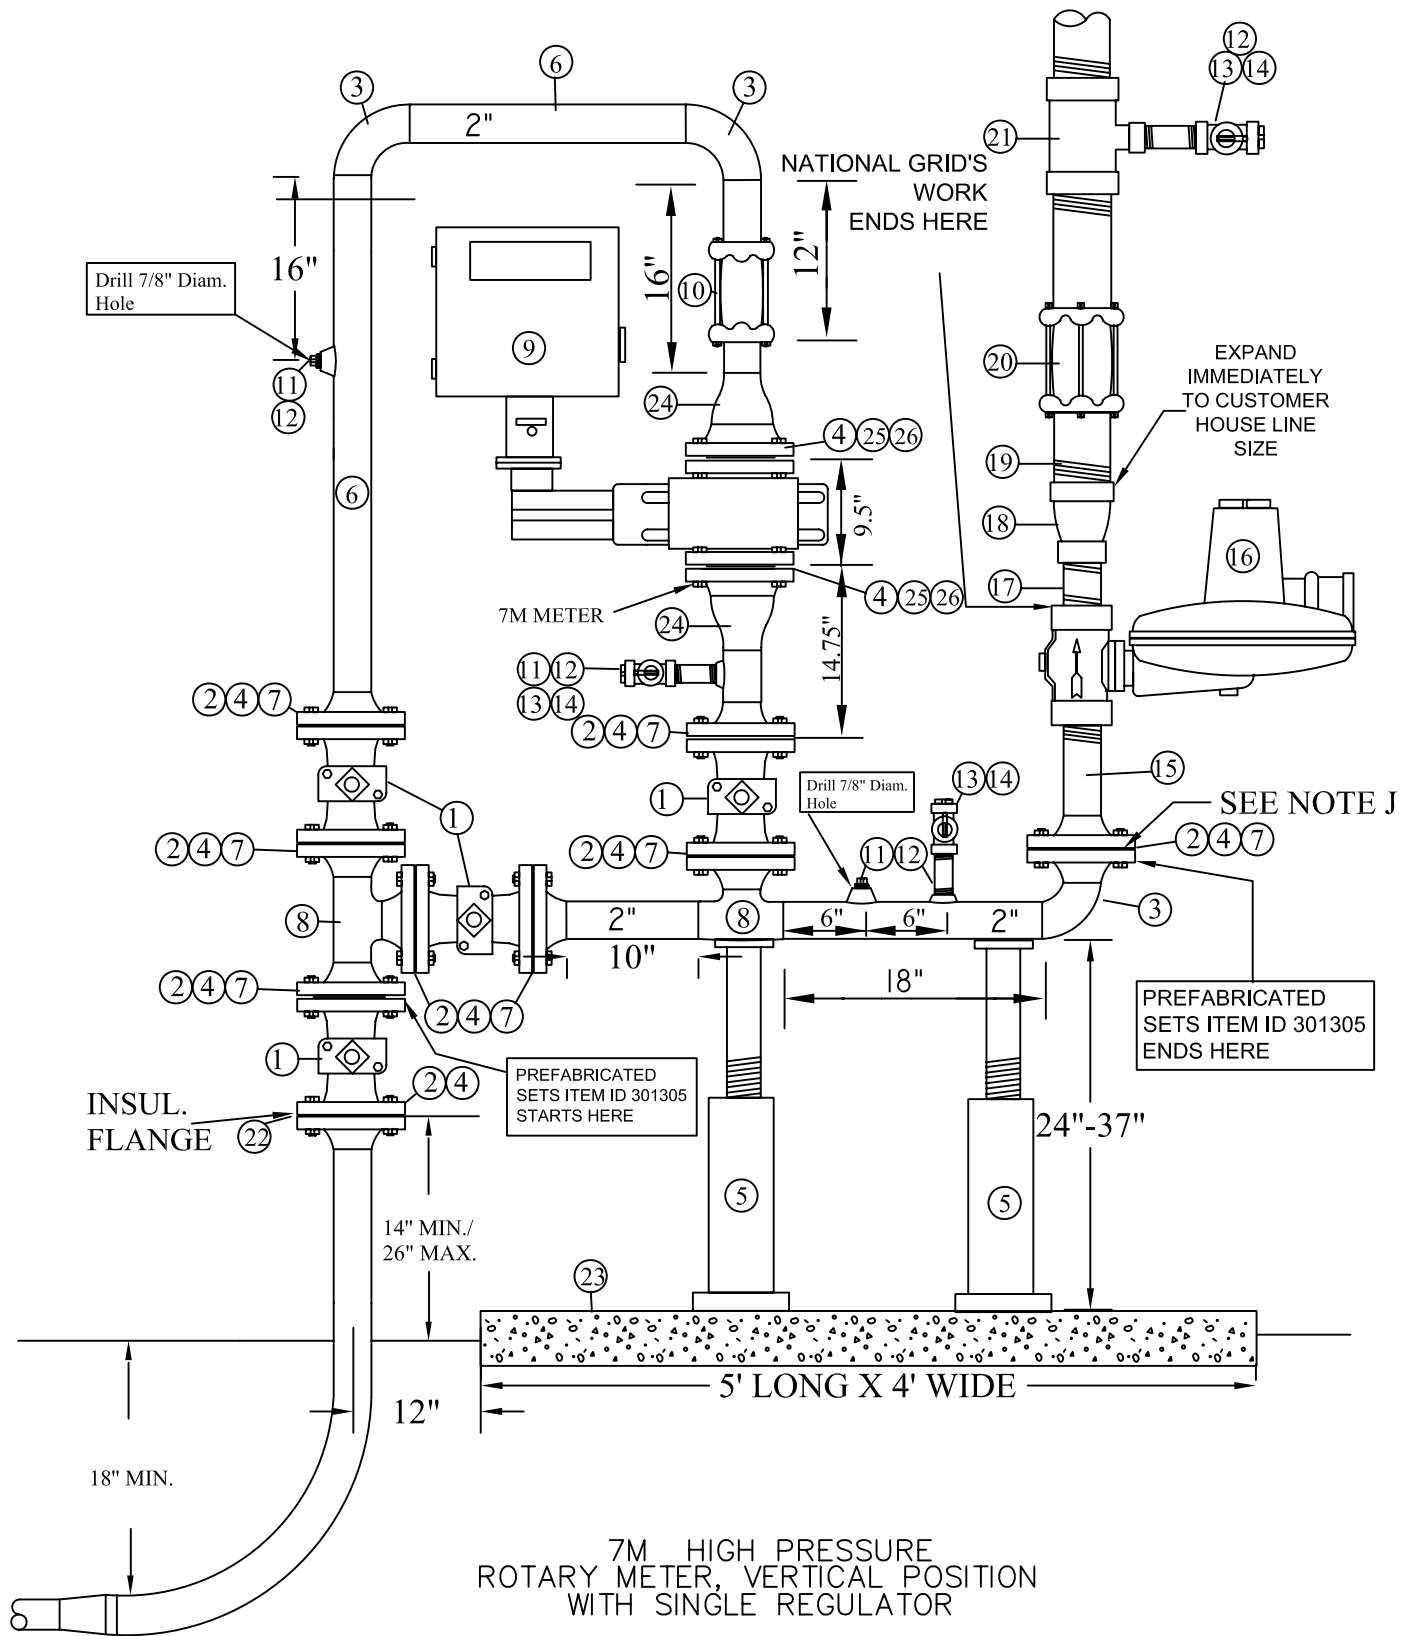 6
3
3
12
13 14
2"
21
NATIONAL GRID'S
WORK
ENDS HERE
16"
Drill 7/8" Diam.
Hole
16"
12"
10
9
11
12
20
EXPAND
IMMEDIATELY
TO CUSTOMER
HOUSE LINE
SIZE
24
4 25 26
19
6
9.5"
18
16
17
7M METER
4 25 26
24
14.75"
11 12
13 14
2 4 7
2 4 7
15
1
1
Drill 7/8" Diam.
Hole
13 14
SEE NOTE J
2 4 7
2 4 7
2 4 7
11 12
3
8
2"
8
6"
6"
2"
10"
18"
2 4 7
2 4 7
PREFABRICATED
SETS ITEM ID 301305
ENDS HERE
1
PREFABRICATED
SETS ITEM ID 301305
STARTS HERE
2 4
INSUL.
FLANGE
22
24"-37"
5
5
14" MIN./
26" MAX.
23
5' LONG X 4' WIDE
12"
18" MIN.
7M HIGH PRESSURE
ROTARY METER, VERTICAL POSITION
WITH SINGLE REGULATOR